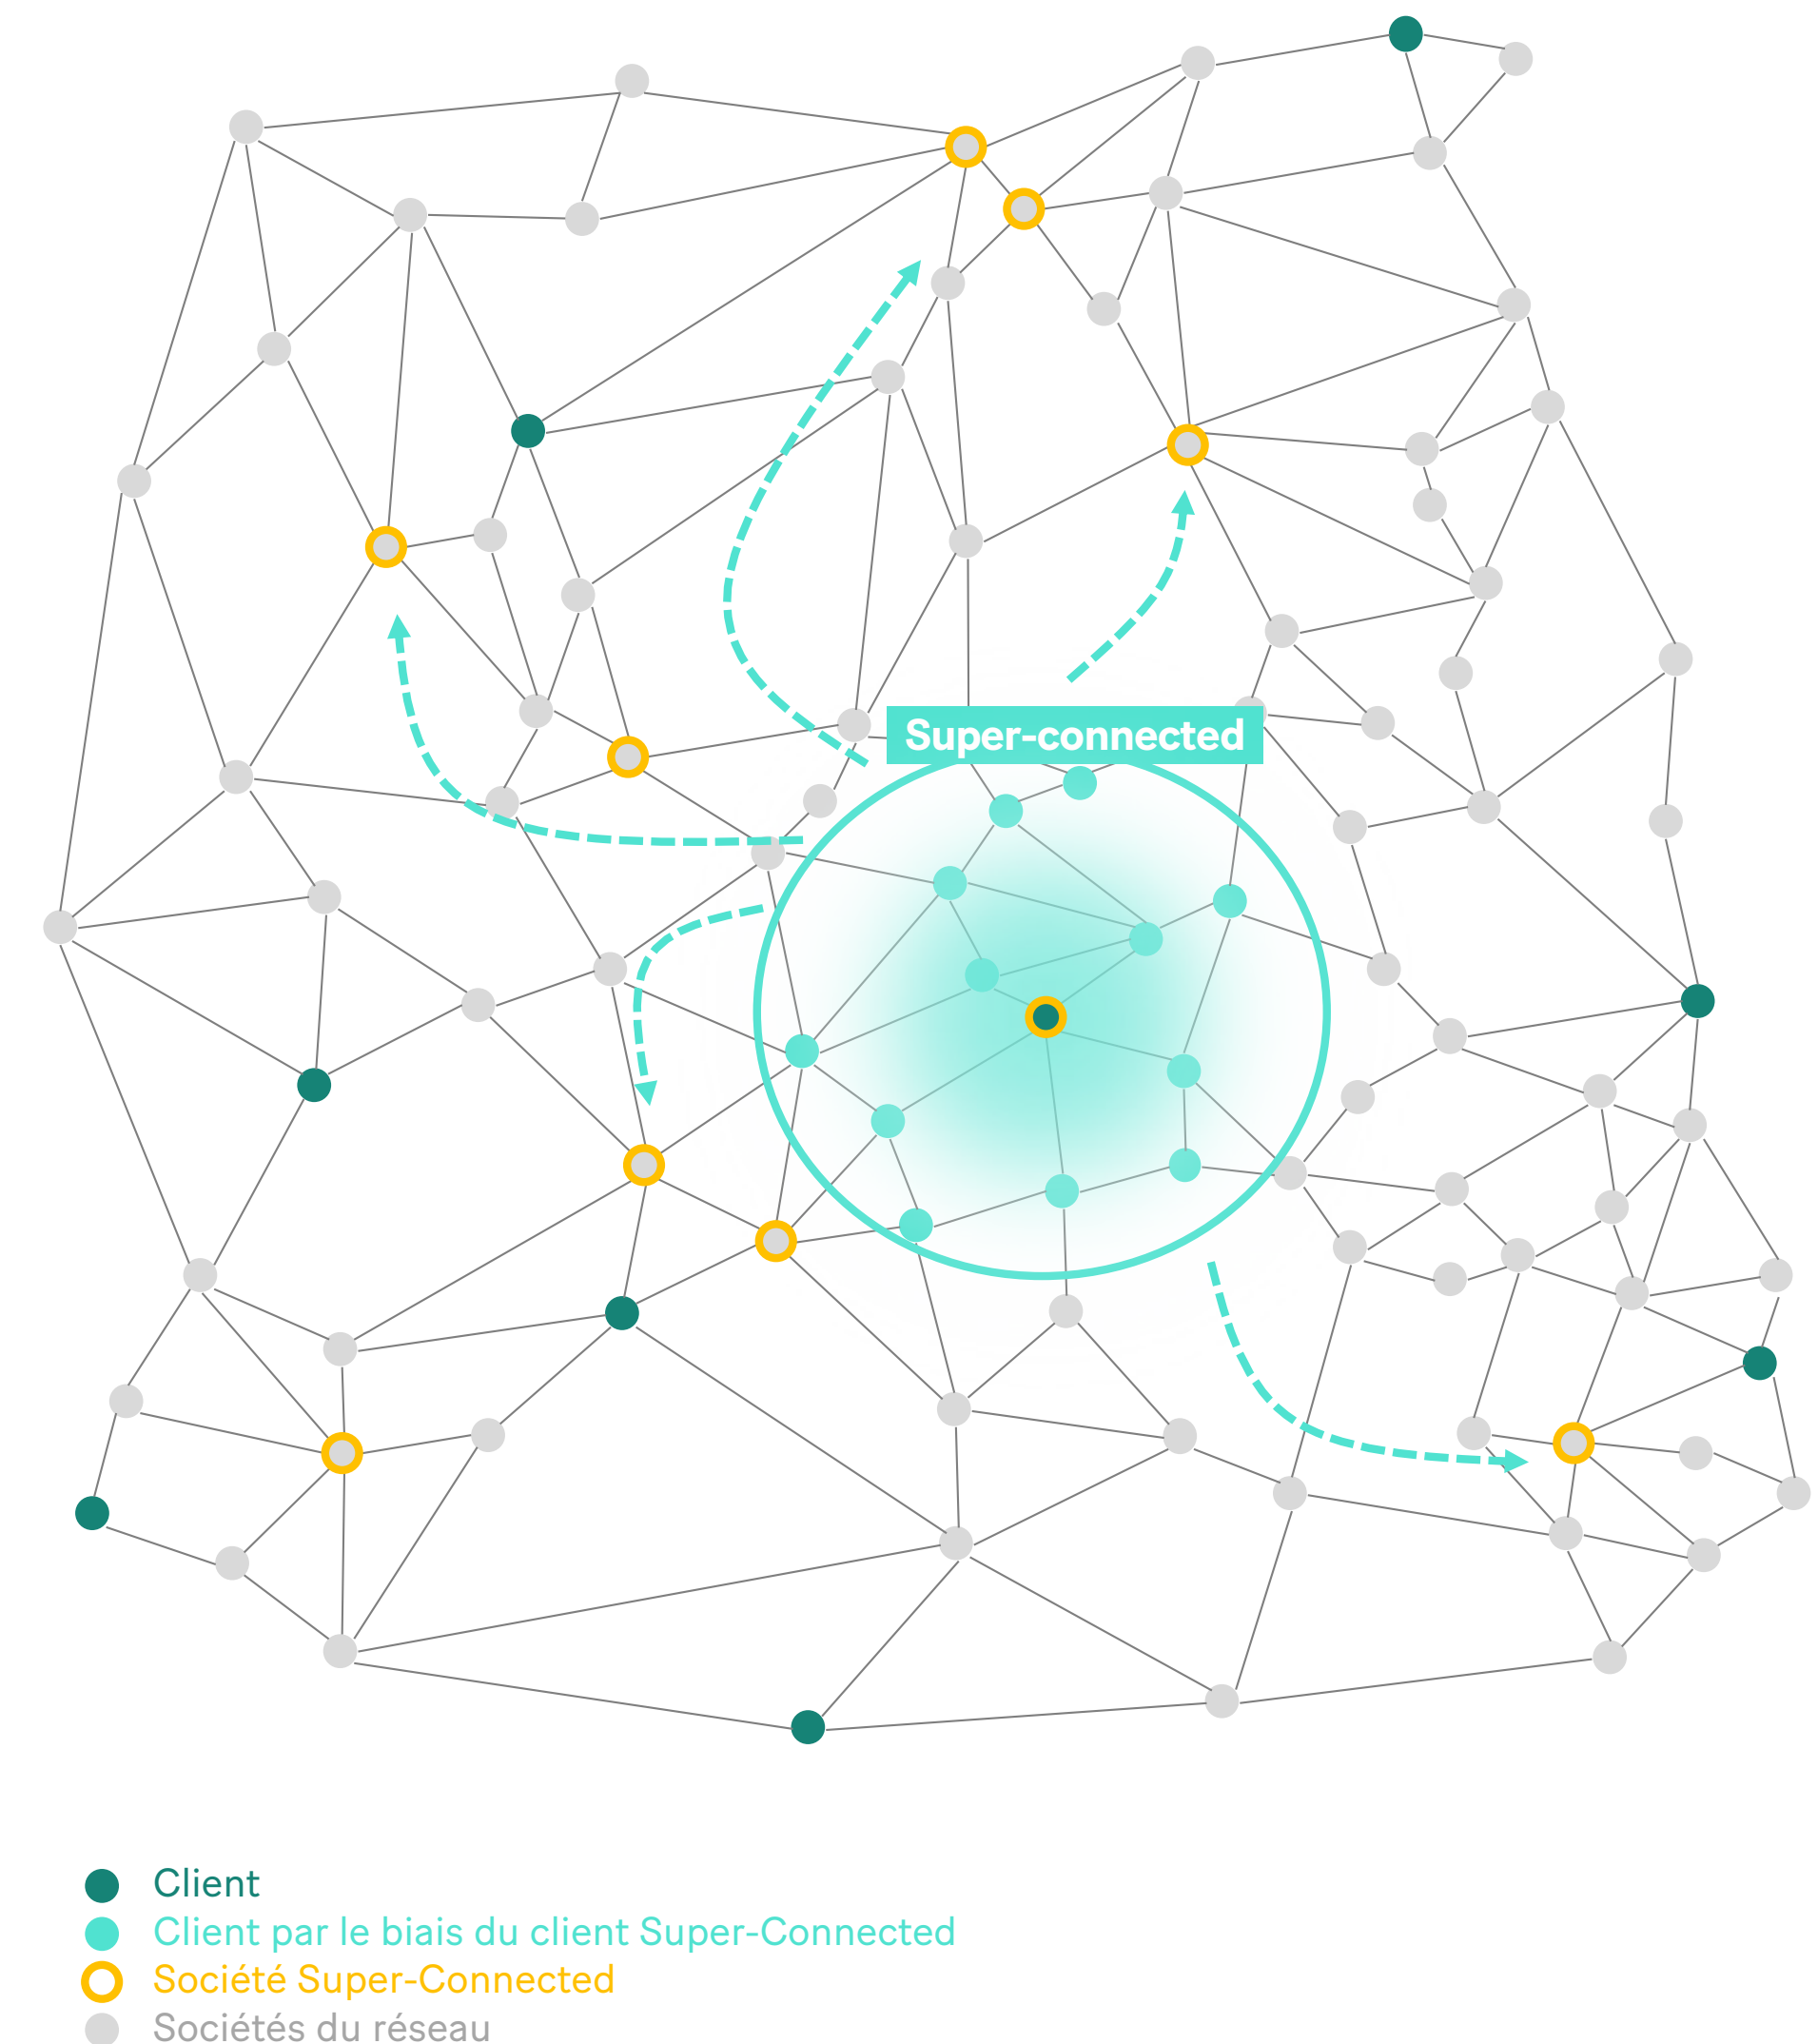 Super-connected
Client
Client par le biais du client Super-Connected
Société Super-Connected
Sociétés du réseau